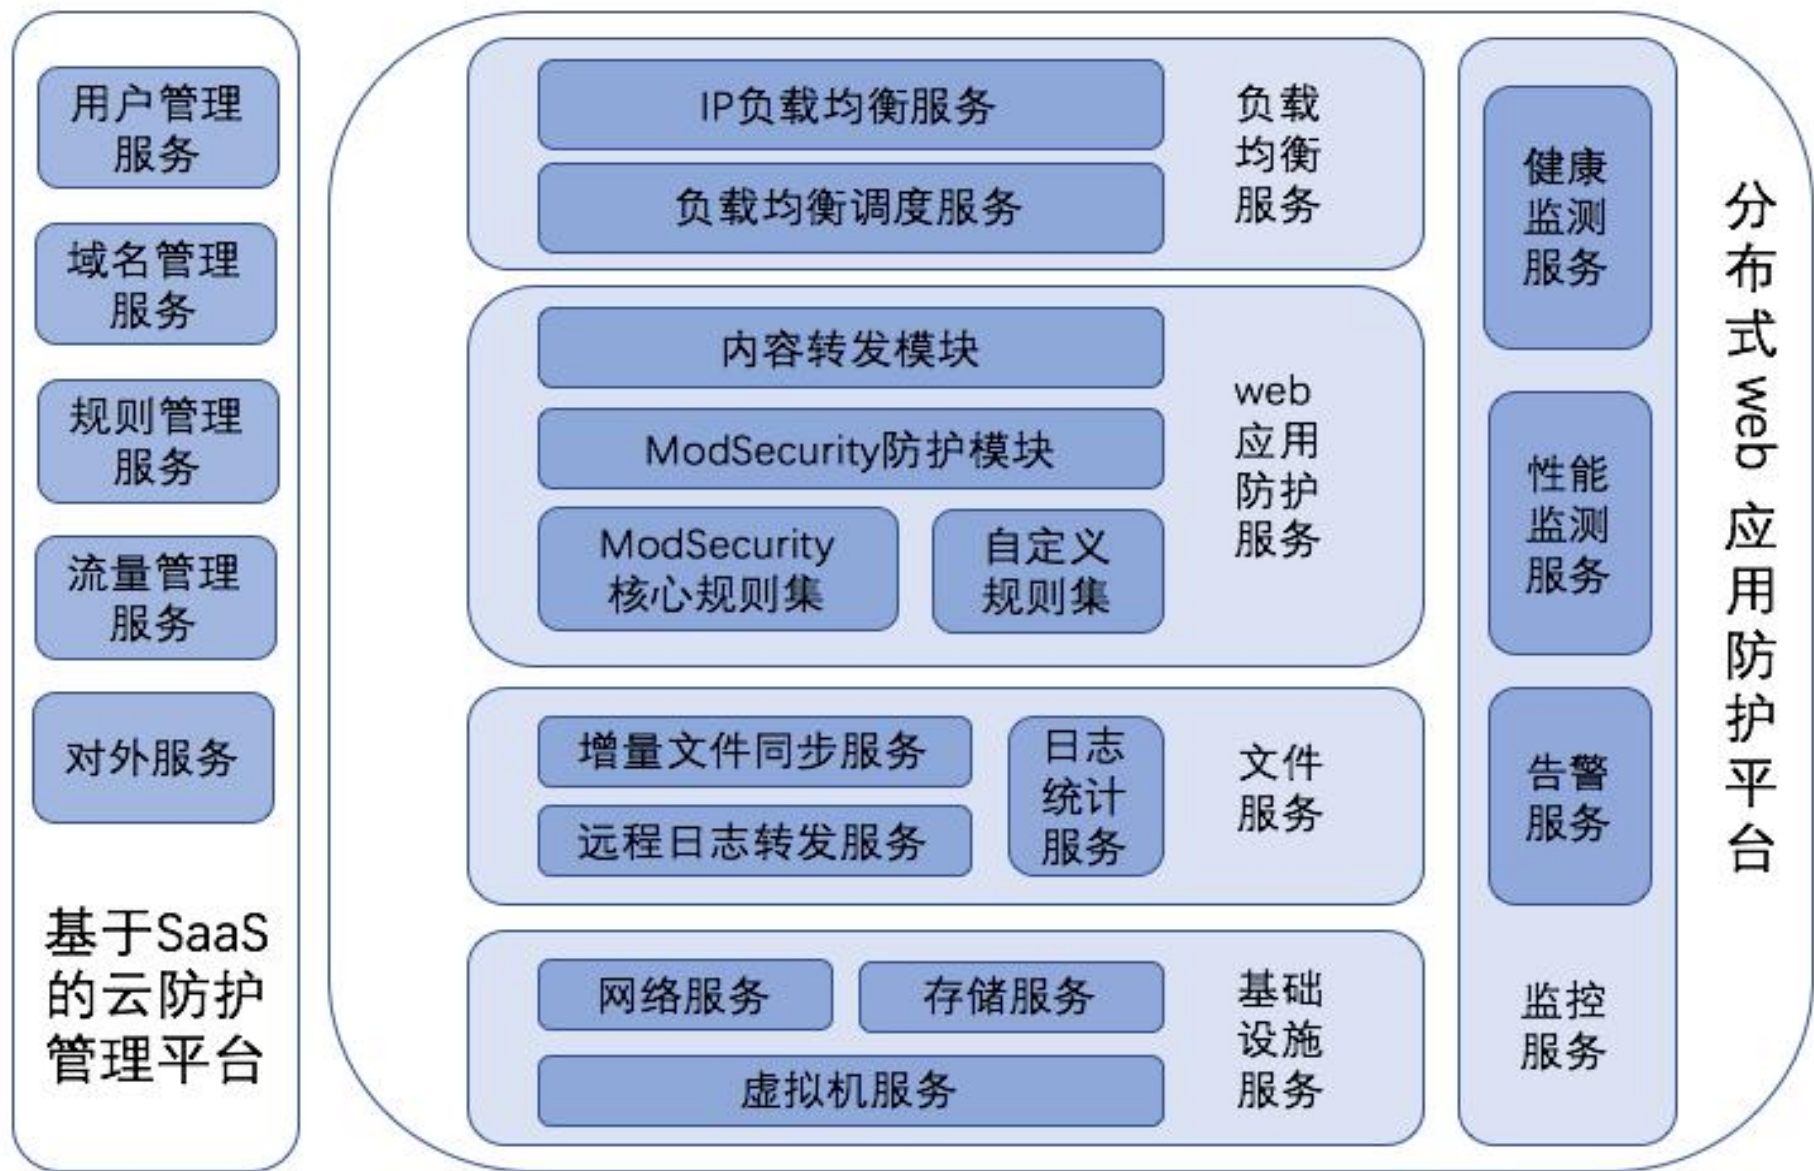 用户管理
服务
域名管理
服务
规则管理
服务
流量管理
服务
对外服务
基于SaaS
的云防护
管理平台
IP负载均衡服务
负载均衡调度服务
负载
均衡
服务
内容转发模块
ModSecurity防护模块
ModSecurity
核心规则集
自定义
规则集
web
应用
防护
服务
增量文件同步服务
远程日志转发服务
日志
统计
服务
文件
服务
网络服务
存储服务
虚拟机服务
基础
设施
服务
健康
监测
服务
性能
监测
服务
告警
服务
监控
服务
分布式 web 应用防护平台